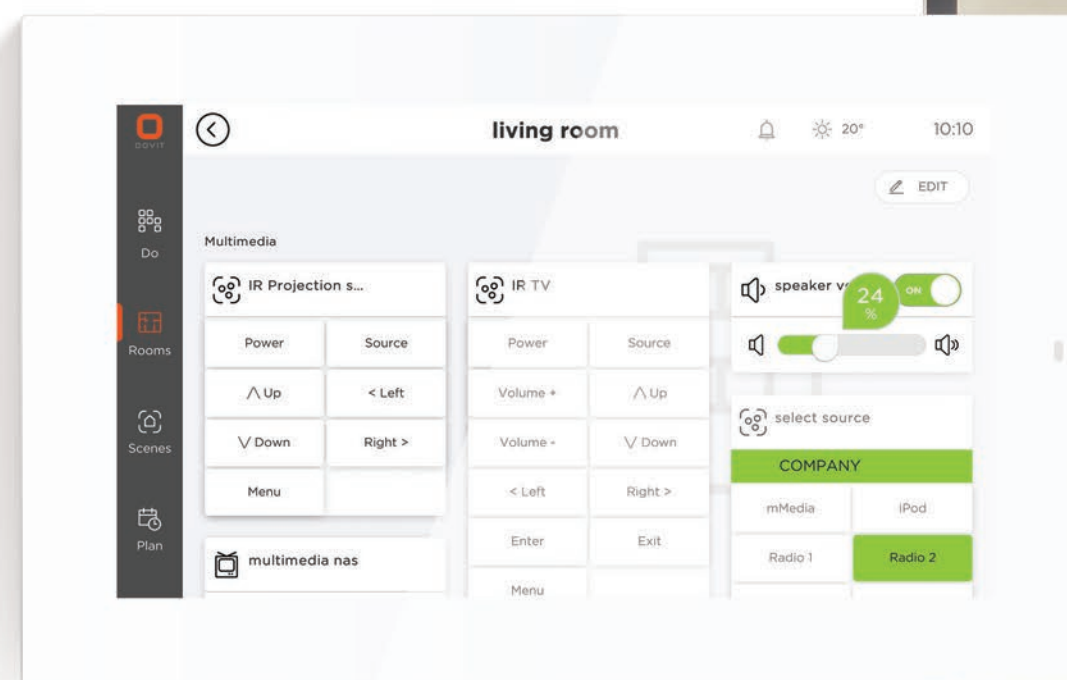 DOVIT
living room
20°
10:10
EDIT
Do
Rooms
Scenes
Plan
Multimedia
IR Projection s...
Power
Source
Up
< Left
Down
Right >
Menu
multimedia nas
IR TV
Power
Source
Volume +
Up
Volume -
Down
< Left
Right >
Enter
Exit
Menu
speaker
24
%
ON
select source
COMPANY
mMedia
iPod
Radio 1
Radio 2